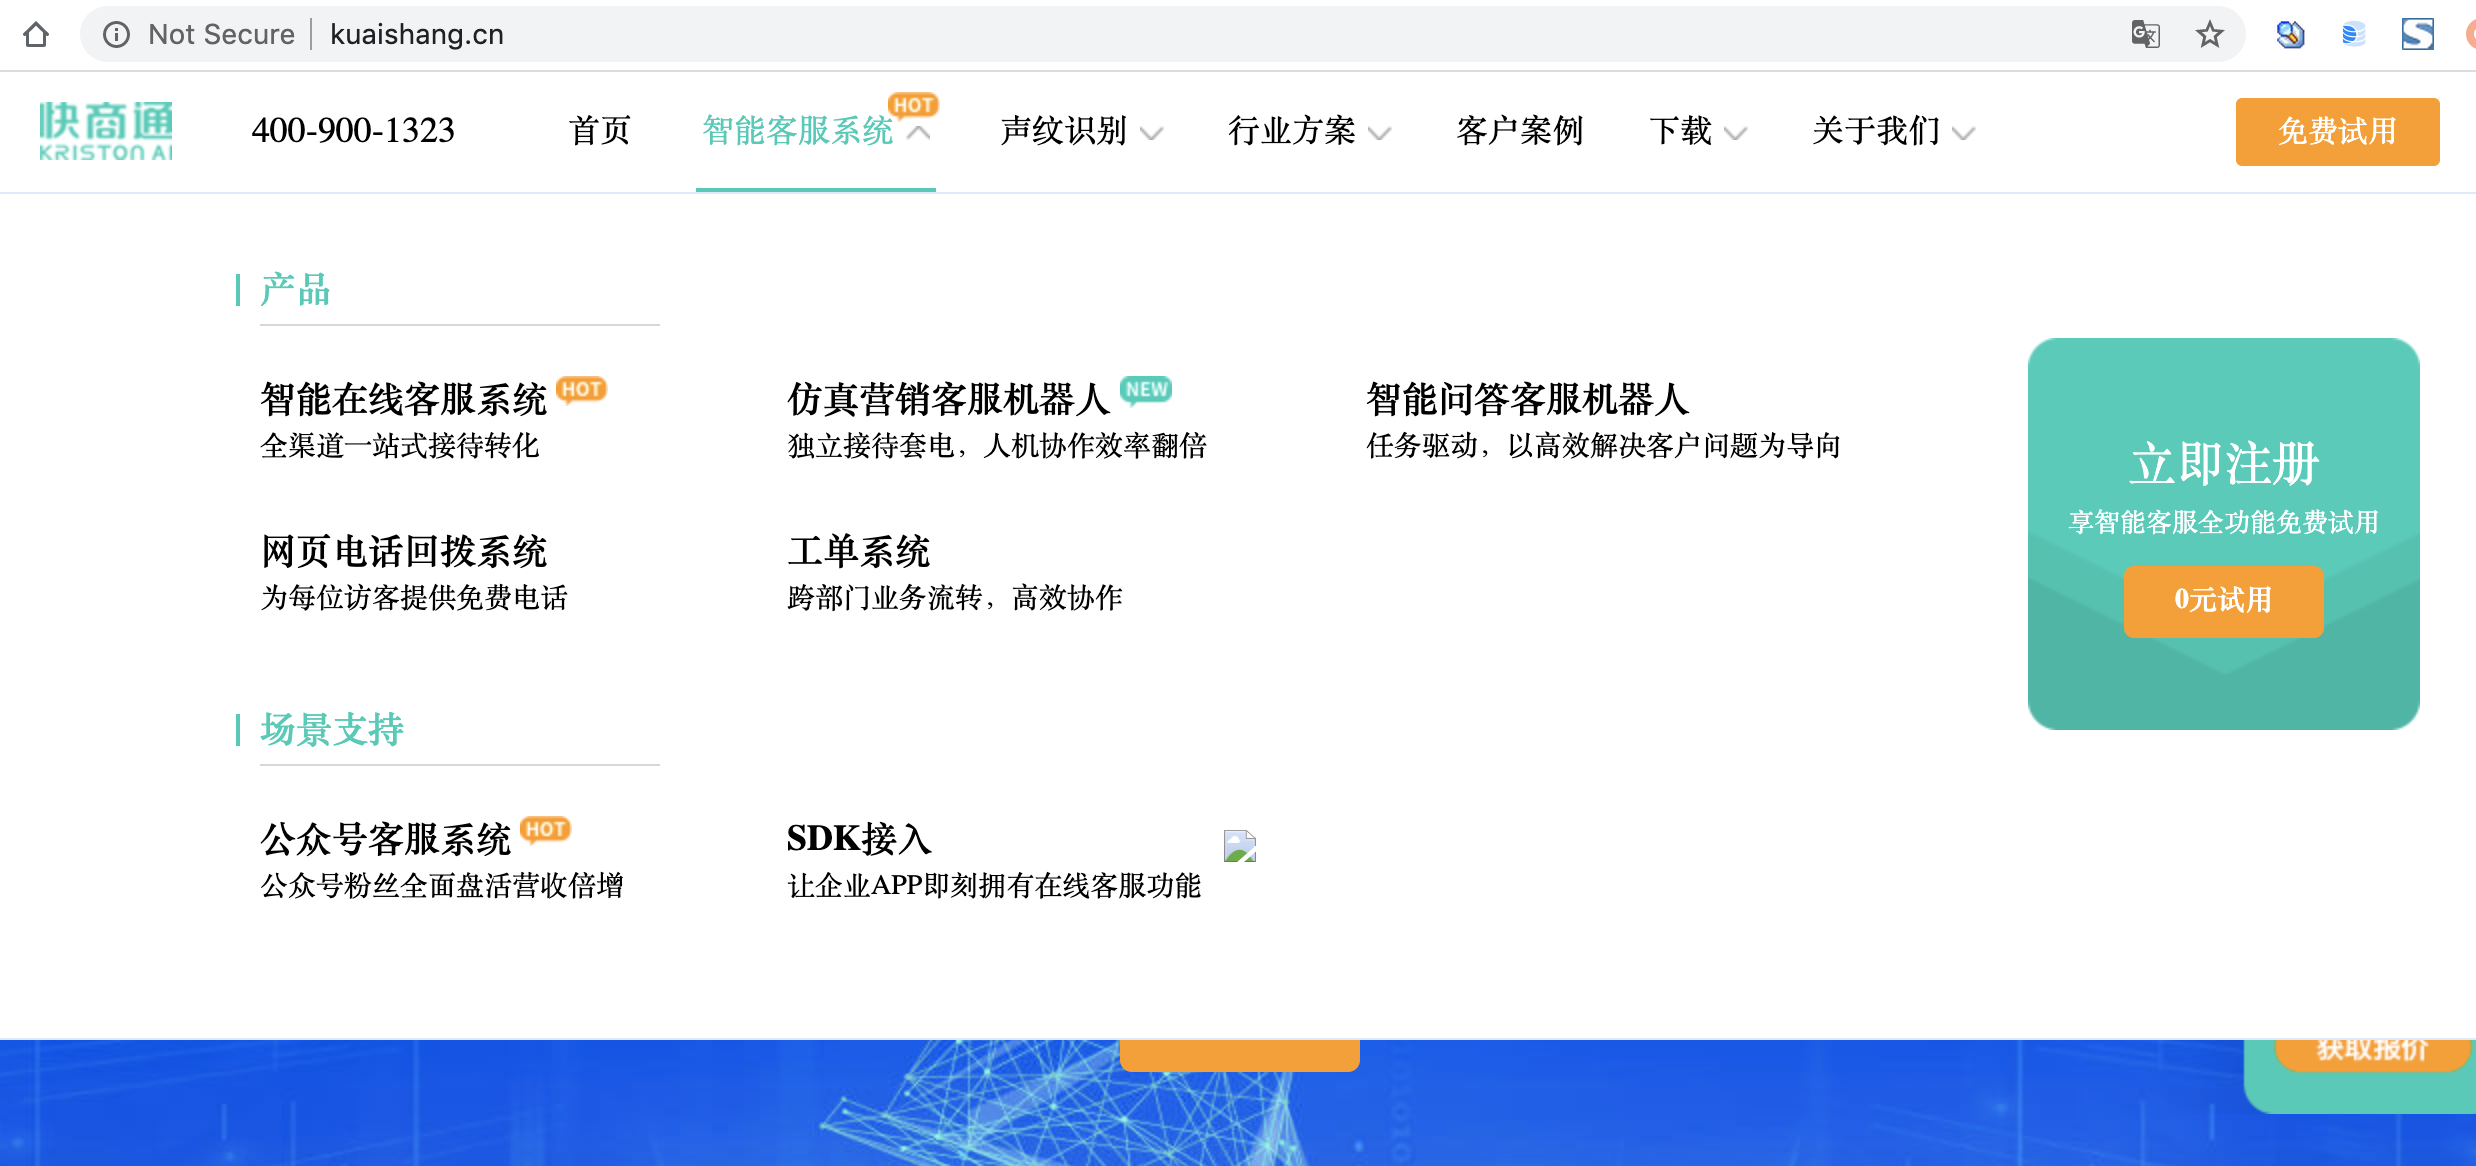 Not Secure | kuaishang.cn
快商通
KRISTON AI
400-900-1323
首页
智能客服系统
HOT
声纹识别
行业方案
客户案例
下载
关于我们
免费试用
产品
智能在线客服系统
HOT
全渠道一站式接待转化
仿真营销客服机器人
NEW
独立接待套电，人机协作效率翻倍
智能问答客服机器人
任务驱动，以高效解决客户问题为导向
网页电话回拨系统
为每位访客提供免费电话
工单系统
跨部门业务流转，高效协作
立即注册
享智能客服全功能免费试用
0元试用
场景支持
公众号客服系统
HOT
公众号粉丝全面盘活营收倍增
SDK接入
让企业APP即刻拥有在线客服功能
获取报价